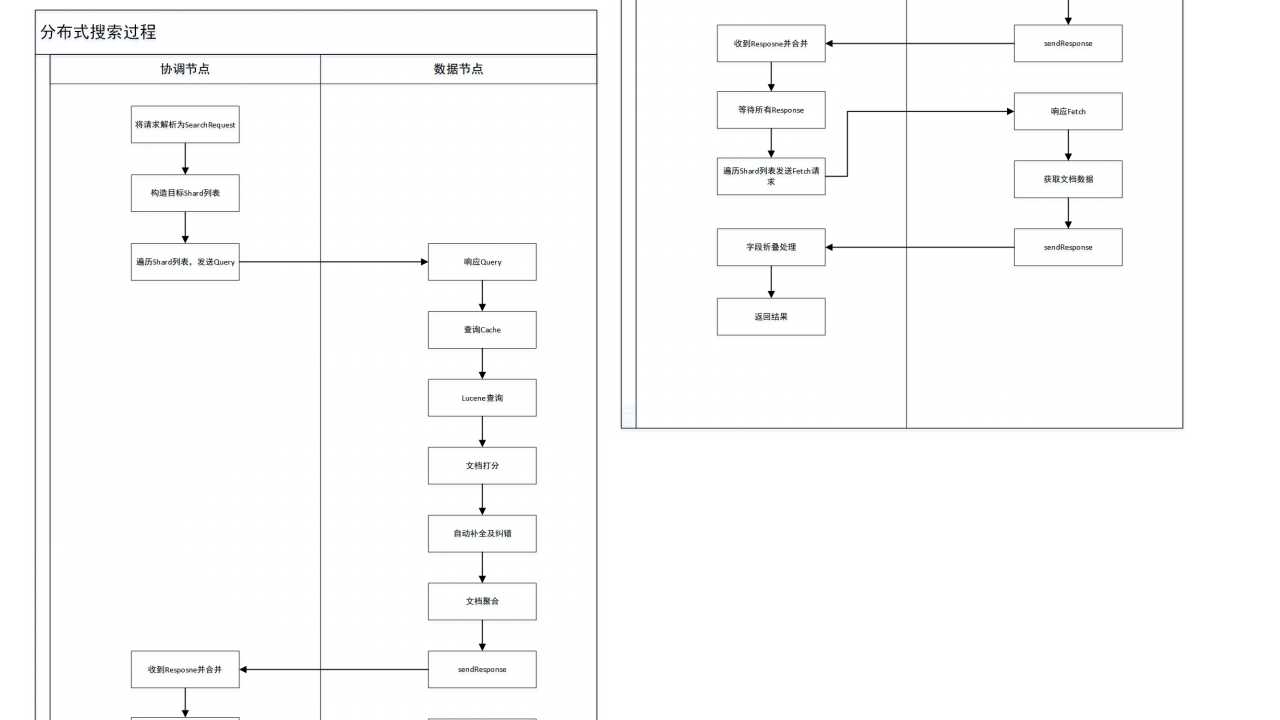 分布式搜索过程
协调节点
数据节点
将请求解析为SearchRequest
构造目标Shard列表
遍历Shard列表，发送Query
响应Query
查询Cache
Lucene查询
文档打分
自动补全及纠错
文档聚合
收到Resposne并合并
sendResponse
收到Resposne并合并
sendResponse
等待所有Response
响应Fetch
遍历Shard列表发送Fetch请
求
获取文档数据
字段折叠处理
sendResponse
返回结果